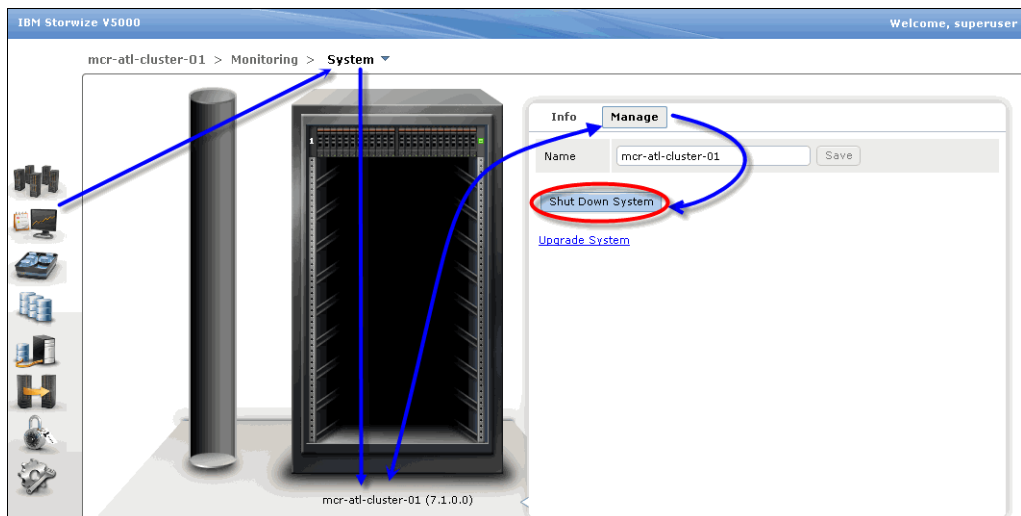 IBM Storwize V5000
Welcome, superuser
mcr-atl-cluster-01 > Monitoring > System
Info
Manage
1
Name
mcr-atl-cluster-01
Save
Shut Down System
Upgrade System
mcr-atl-cluster-01 (7.1.0.0)